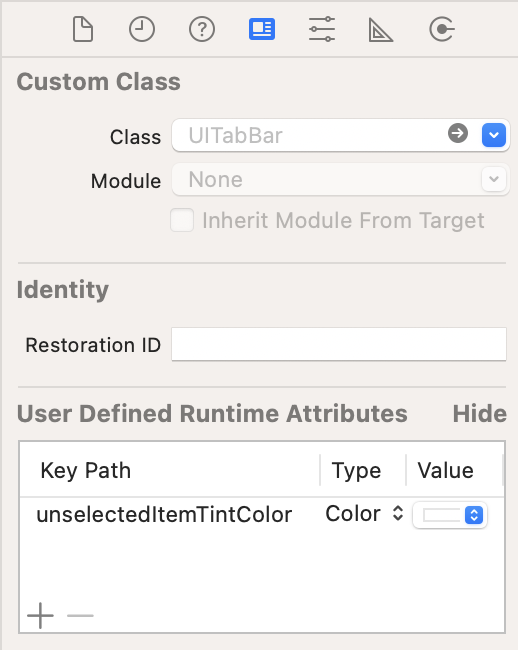 Custom Class
Class UITabBar
Module None
Inherit Module From Target
Identity
Restoration ID
User Defined Runtime Attributes Hide
Key Path Type Value
unselectedItemTintColor Color